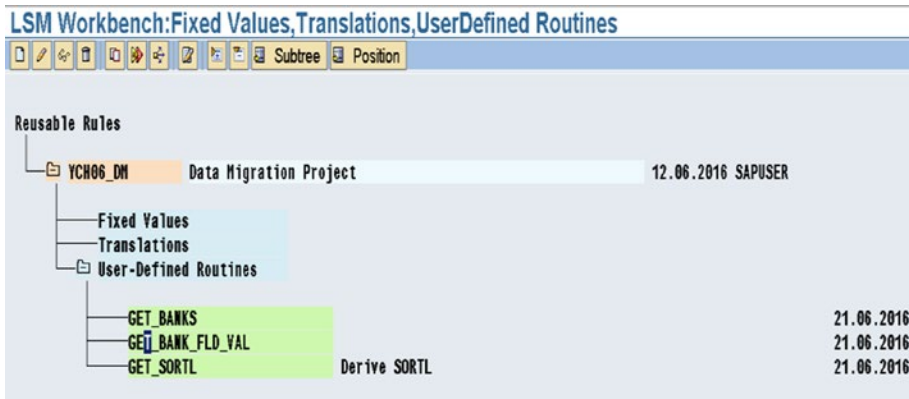 LSM Workbench:Fixed Values,Translations,UserDefined Routines
Subtree Position
Reusable Rules
YCH06_DM Data Migration Project 12.06.2016 SAPUSER
Fixed Values
Translations
User-Defined Routines
GET_BANKS 21.06.2016
GET_BANK_FLD_VAL 21.06.2016
GET_SORTL Derive SORTL 21.06.2016